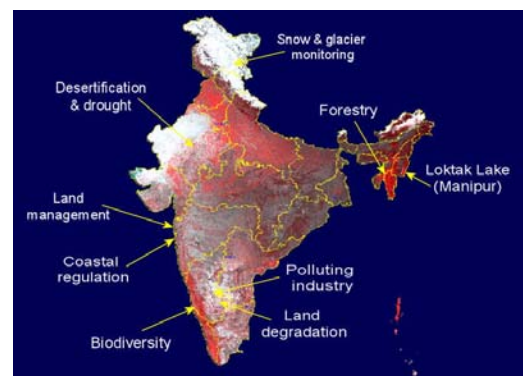 Snow & glacier
monitoring
Desertification
& drought
Forestry
Loktak Lake
(Manipur)
Land
management
Coastal
regulation
Polluting
industry
Land
degradation
Biodiversity